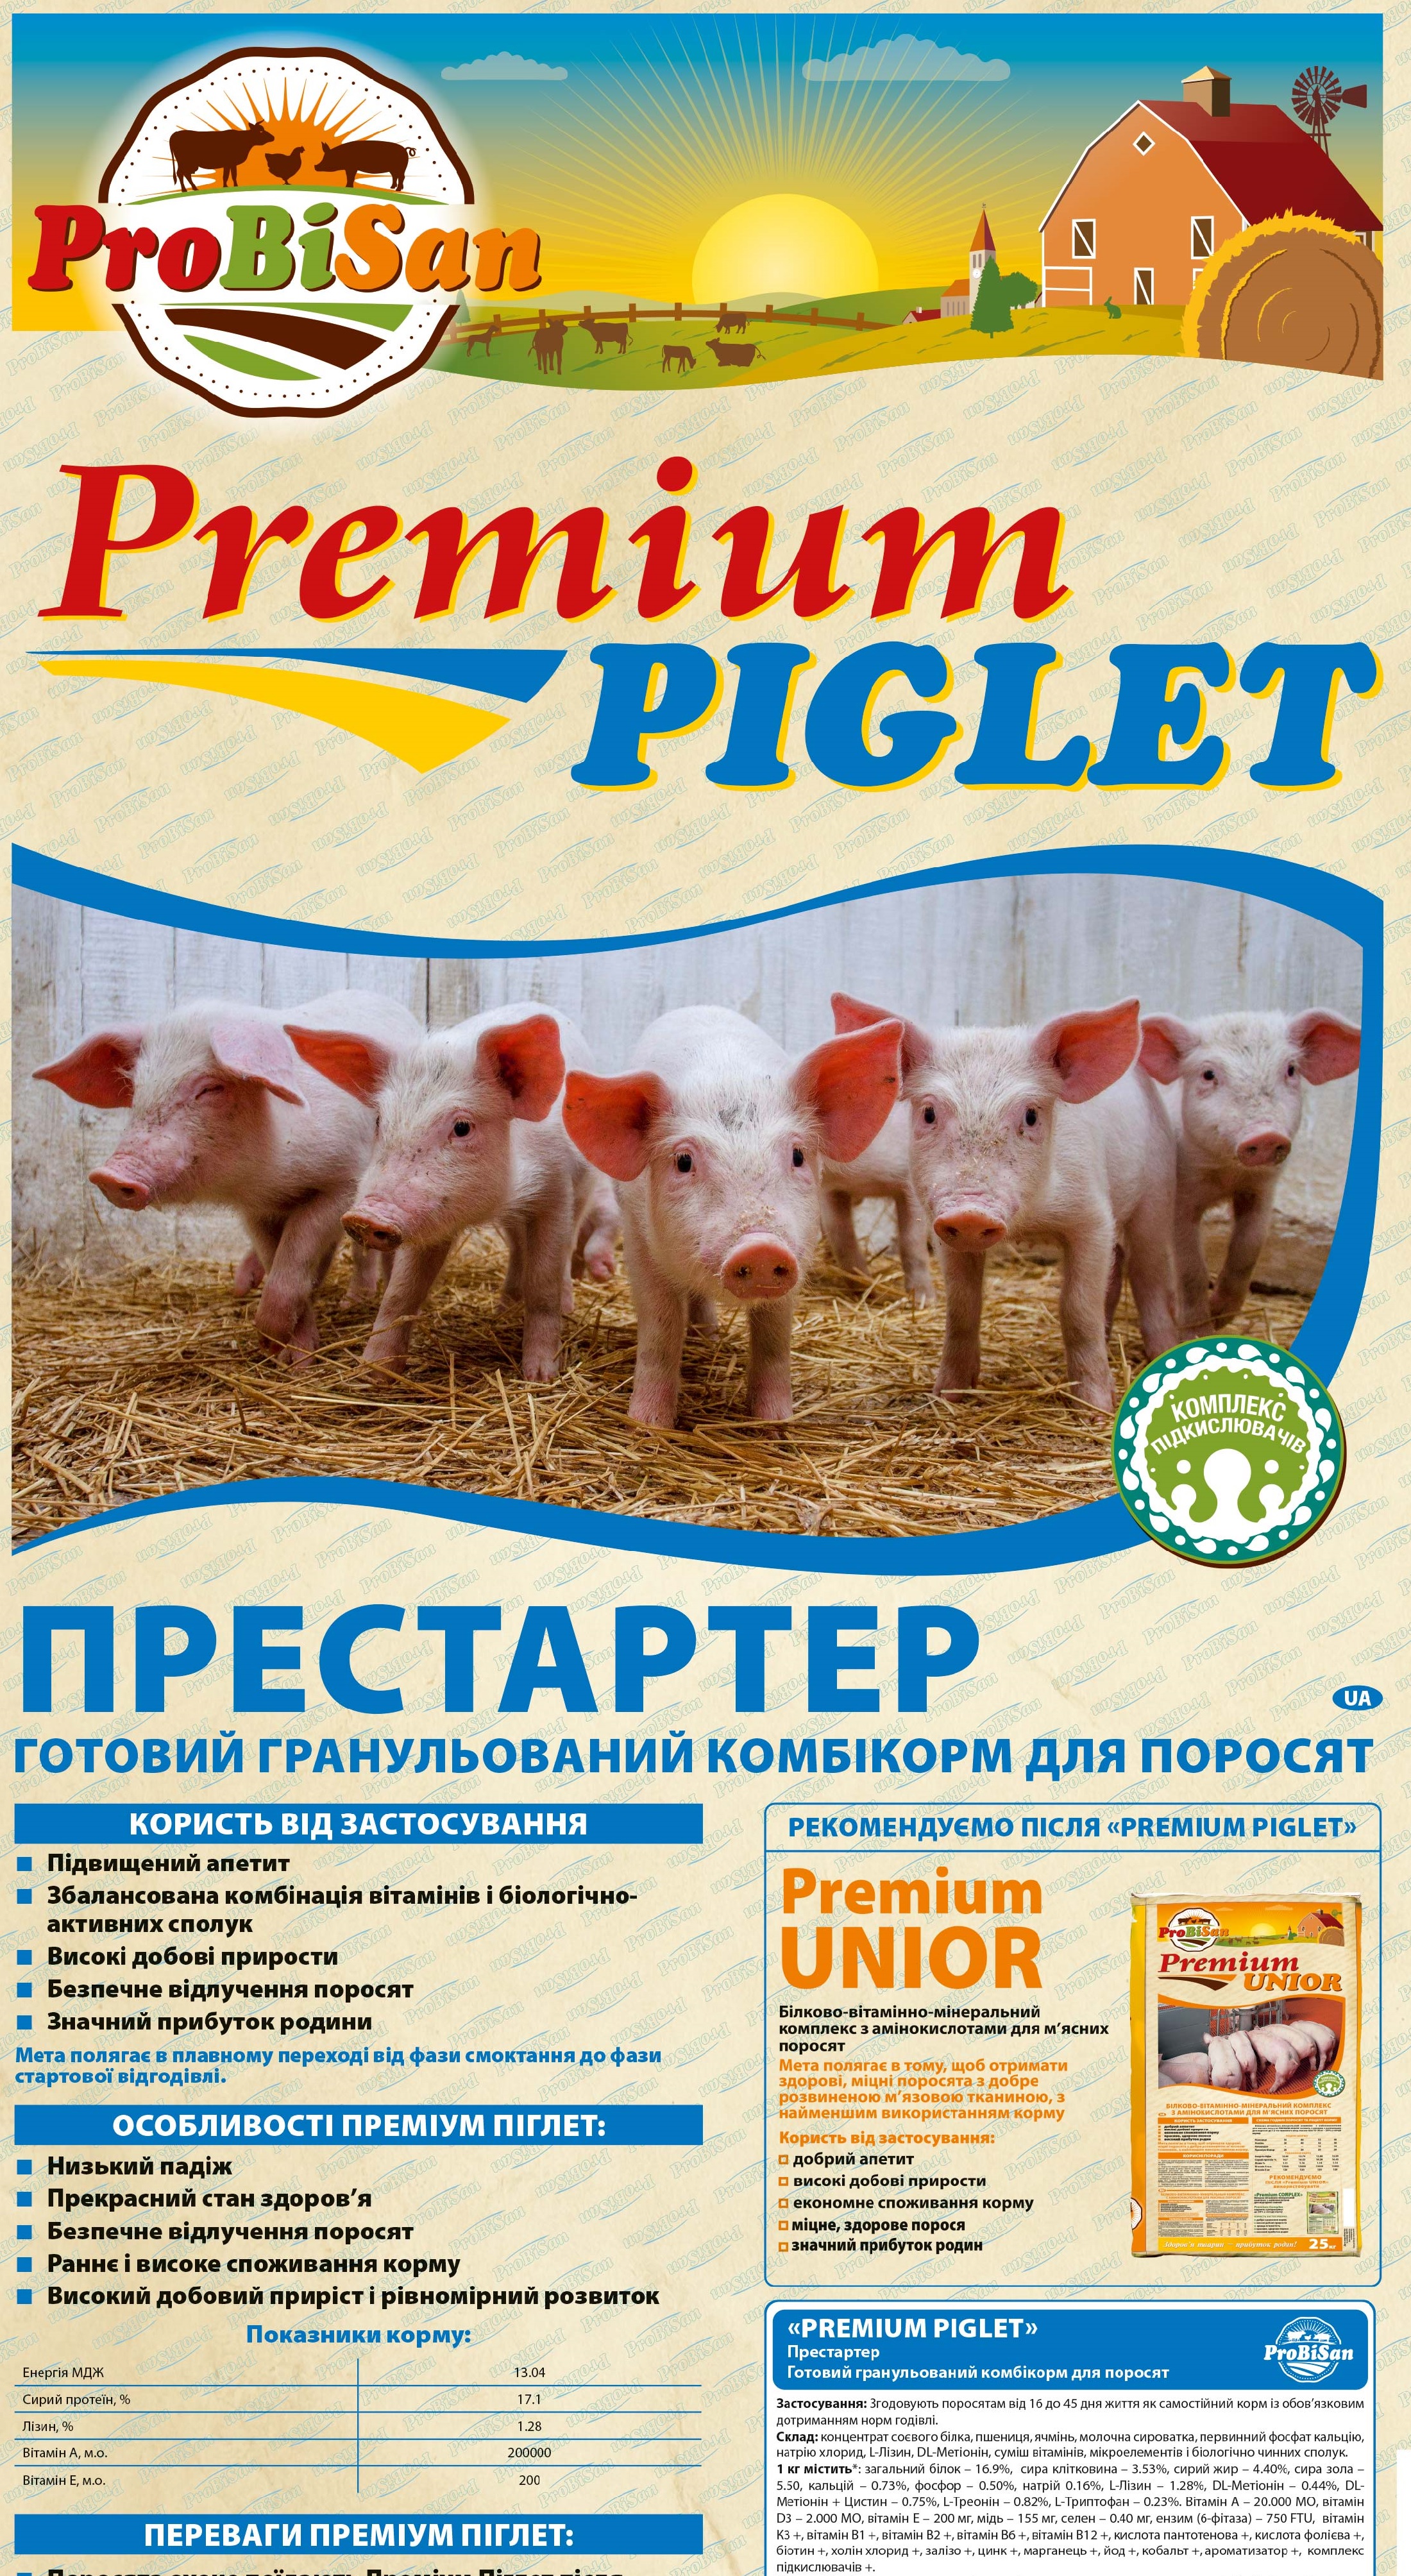 ProBiSan
Premium
PIGLET
КОМПЛЕКС
ПІДКИСЛЮВАЧІВ
ПРЕСТАРТЕР
UA
ГОТОВИЙ ГРАНУЛЬОВАНИЙ КОМБІКОРМ ДЛЯ ПОРОСЯТ
КОРИСТЬ ВІД ЗАСТОСУВАННЯ
Підвищений апетит
Збалансована комбінація вітамінів і біологічно-
активних сполук
Високі добові прирости
Безпечне відлучення поросят
Значний прибуток родини
Мета полягає в плавному переході від фази смоктання до фази
стартової відгодівлі.
ОСОБЛИВОСТІ ПРЕМІУМ ПІГЛЕТ:
Низький падіж
Прекрасний стан здоров’я
Безпечне відлучення поросят
Раннє і високе споживання корму
Високий добовий приріст і рівномірний розвиток
Показники корму:
Енергія МДЖ 13.04
Сирий протеїн, % 17.1
Лізин, % 1.28
Вітамін А, м.о. 200000
Вітамін Е, м.о. 200
ПЕРЕВАГИ ПРЕМІУМ ПІГЛЕТ:
РЕКОМЕНДУЄМО ПІСЛЯ «PREMIUM PIGLET»
Premium
UNIOR
Білково-вітамінно-мінеральний
комплекс з амінокислотами для м’ясних
поросят
Мета полягає в тому, щоб отримати
здорові, міцні поросята з добре
розвиненою м’язовою тканиною, з
найменшим використанням корму
Користь від застосування:
добрий апетит
високі добові прирости
економне споживання корму
міцне, здорове порося
значний прибуток родин
ProBiSan
Premium
UNIOR
БІЛКОВО-ВІТАМІННО-МІНЕРАЛЬНИЙ КОМПЛЕКС
З АМІНОКИСЛОТАМИ ДЛЯ М’ЯСНИХ ПОРОСЯТ
РЕКОМЕНДУЄМО
Здоров’я тварин – прибуток родин!
25кг
«PREMIUM PIGLET»
Престартер
Готовий гранульований комбікорм для поросят
ProBiSan
Застосування: Згодовують поросятам від 16 до 45 дня життя як самостійний корм із обов’язковим
дотриманням норм годівлі.
Склад: концентрат соєвого білка, пшениця, ячмінь, молочна сироватка, первинний фосфат кальцію,
натрію хлорид, L-Лізин, DL-Метіонін, суміш вітамінів, мікроелементів і біологічно чинних сполук.
1 кг містить*: загальний білок – 16.9%, сира клітковина – 3.53%, сирий жир – 4.40%, сира зола –
5.50, кальцій – 0.73%, фосфор – 0.50%, натрій 0.16%, L-Лізин – 1.28%, DL-Метіонін – 0.44%, DL-
Метіонін + Цистин – 0.75%, L-Треонін – 0.82%, L-Триптофан – 0.23%. Вітамін А – 20.000 МО, вітамін
D3 – 2.000 МО, вітамін Е – 200 мг, мідь – 155 мг, селен – 0.40 мг, ензим (6-фітаза) – 750 FTU, вітамін
К3 +, вітамін В1 +, вітамін В2 +, вітамін В6 +, вітамін В12 +, кислота пантотенова +, кислота фолієва +,
біотин +, холін хлорид +, залізо +, цинк +, марганець +, йод +, кобальт +, ароматизатор +, комплекс
підкислювачів +.